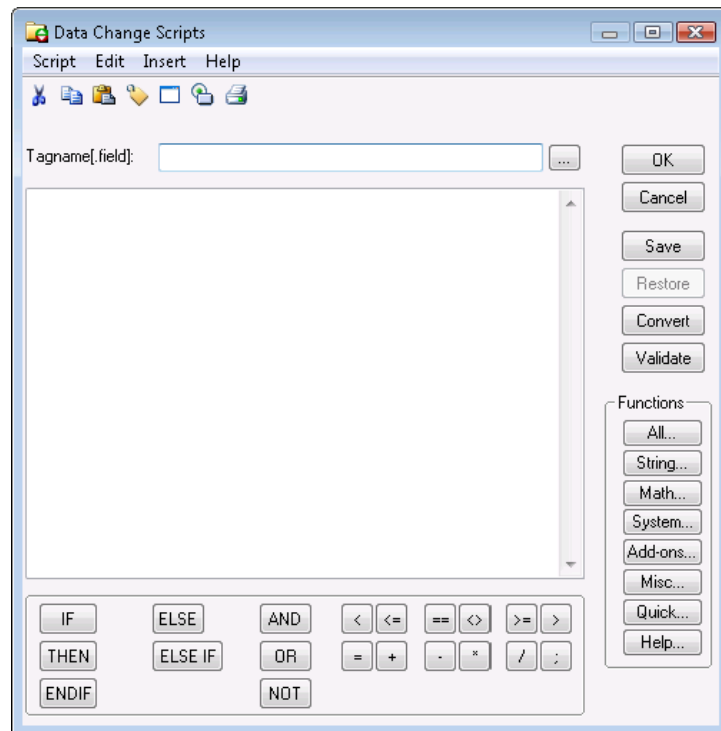 Data Change Scripts
Script Edit Insert Help
Tagname[.field]: ...
OK
Cancel
Save
Restore
Convert
Validate
Functions
All...
String...
Math...
System...
Add-ons...
Misc...
Quick...
Help...
IF ELSE AND < <= == <> >= >
THEN ELSE IF OR = + - * / ;
ENDIF NOT